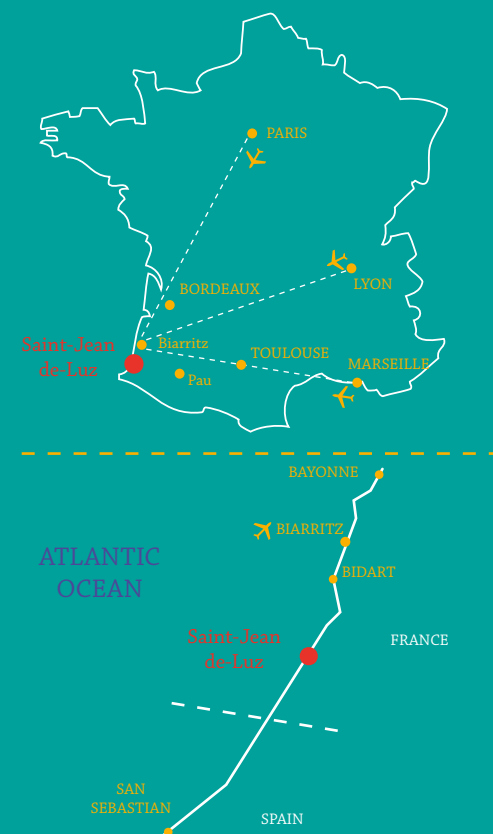 PARIS
BORDEAUX
LYON
Saint-Jean
de-Luz
Biarritz
TOULOUSE
MARSEILLE
Pau
BAYONNE
BIARRITZ
ATLANTIC
OCEAN
BIDART
Saint-Jean
de-Luz
FRANCE
SAN
SEBASTIAN
SPAIN